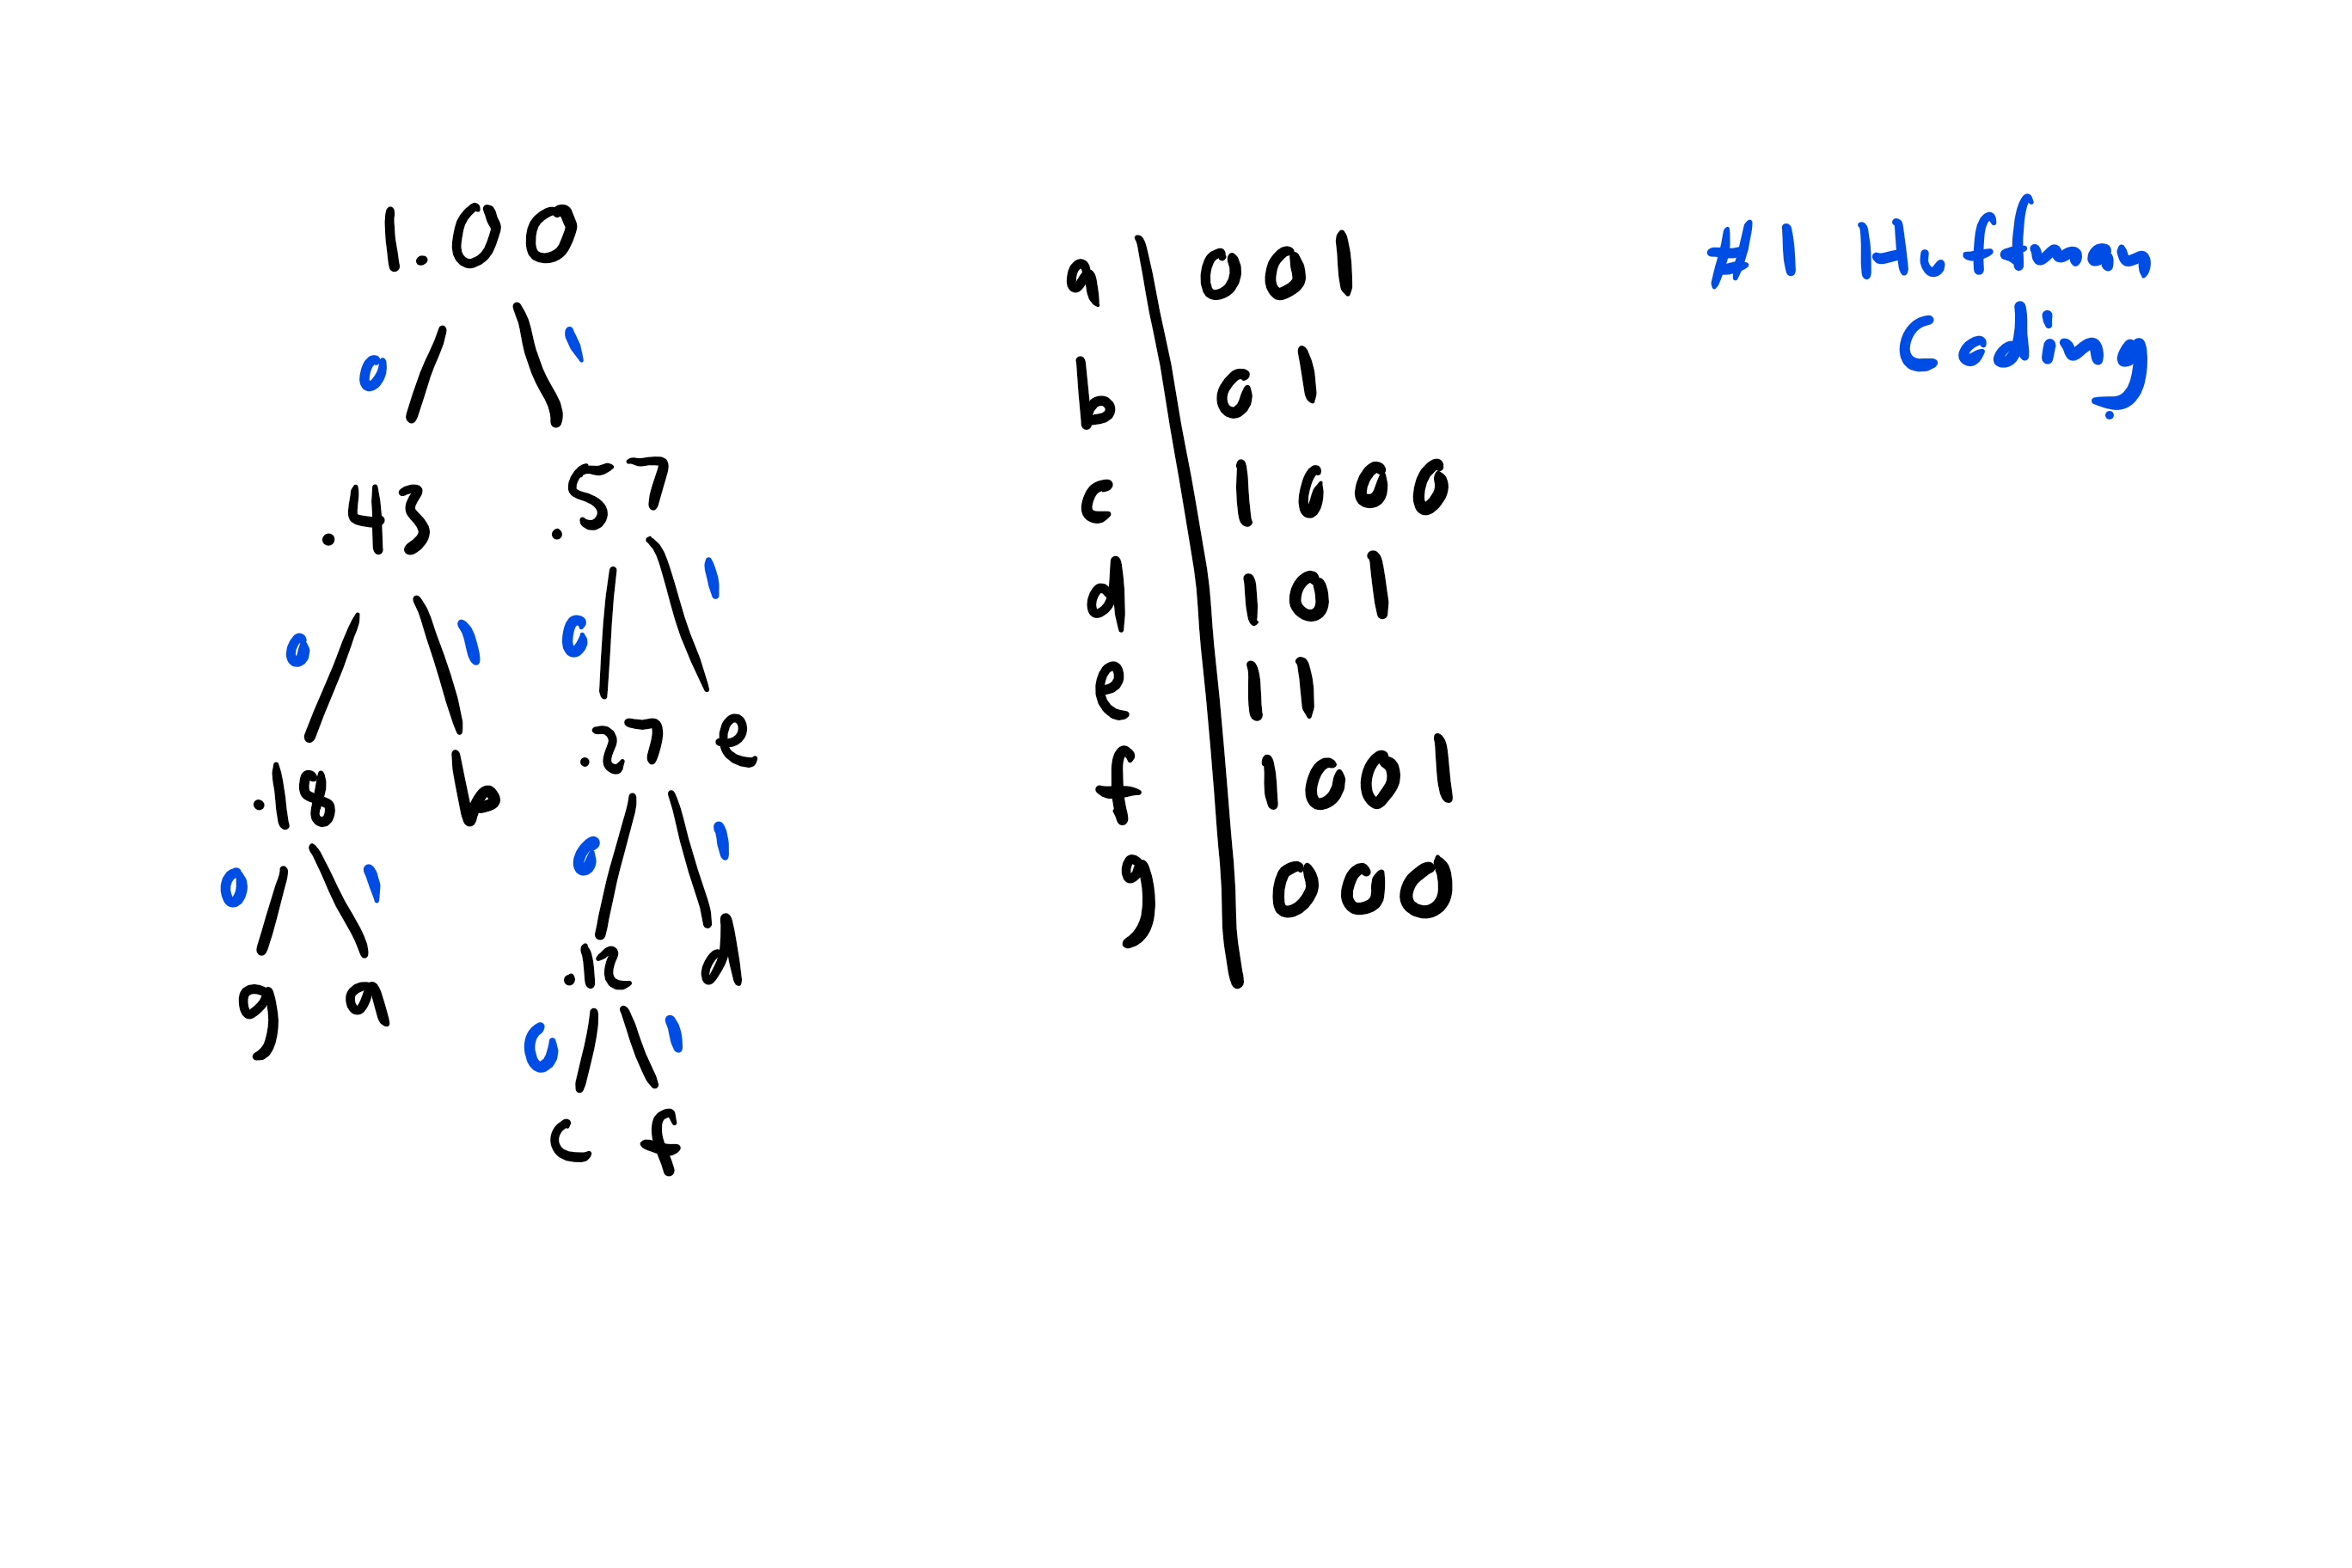 1.00
0 1
.43 .57
0 1 0 1
.18 b .27 e
0 1 0 1
g a .12 d
0 1
c f
a 001
b 01
c 1000
d 101
e 11
f 1001
g 000
#1 Huffman
Coding